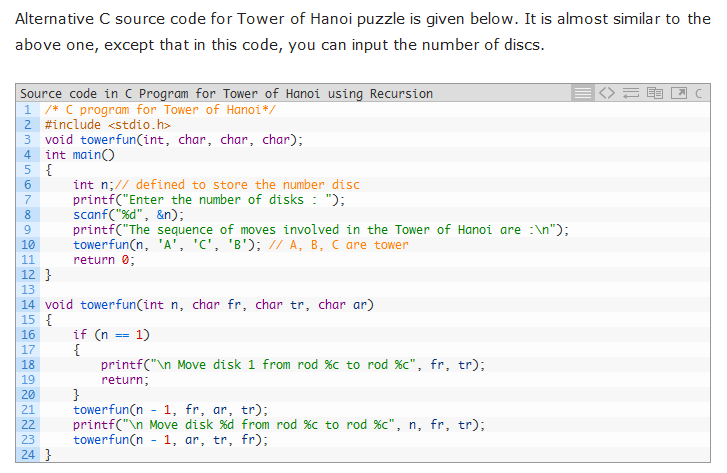 Alternative C source code for Tower of Hanoi puzzle is given below. It is almost similar to the
above one, except that in this code, you can input the number of discs.
Source code in C Program for Tower of Hanoi using Recursion C
1 /* C program for Tower of Hanoi*/
2 #include <stdio.h>
3 void towerfun(int, char, char, char);
4 int main()
5 {
6     int n;// defined to store the number disc
7     printf("Enter the number of disks : ");
8     scanf("%d", &n);
9     printf("The sequence of moves involved in the Tower of Hanoi are :\n");
10     towerfun(n, 'A', 'C', 'B'); // A, B, C are tower
11     return 0;
12 }
13
14 void towerfun(int n, char fr, char tr, char ar)
15 {
16     if (n == 1)
17     {
18         printf("\n Move disk 1 from rod %c to rod %c", fr, tr);
19         return;
20     }
21     towerfun(n - 1, fr, ar, tr);
22     printf("\n Move disk %d from rod %c to rod %c", n, fr, tr);
23     towerfun(n - 1, ar, tr, fr);
24 }